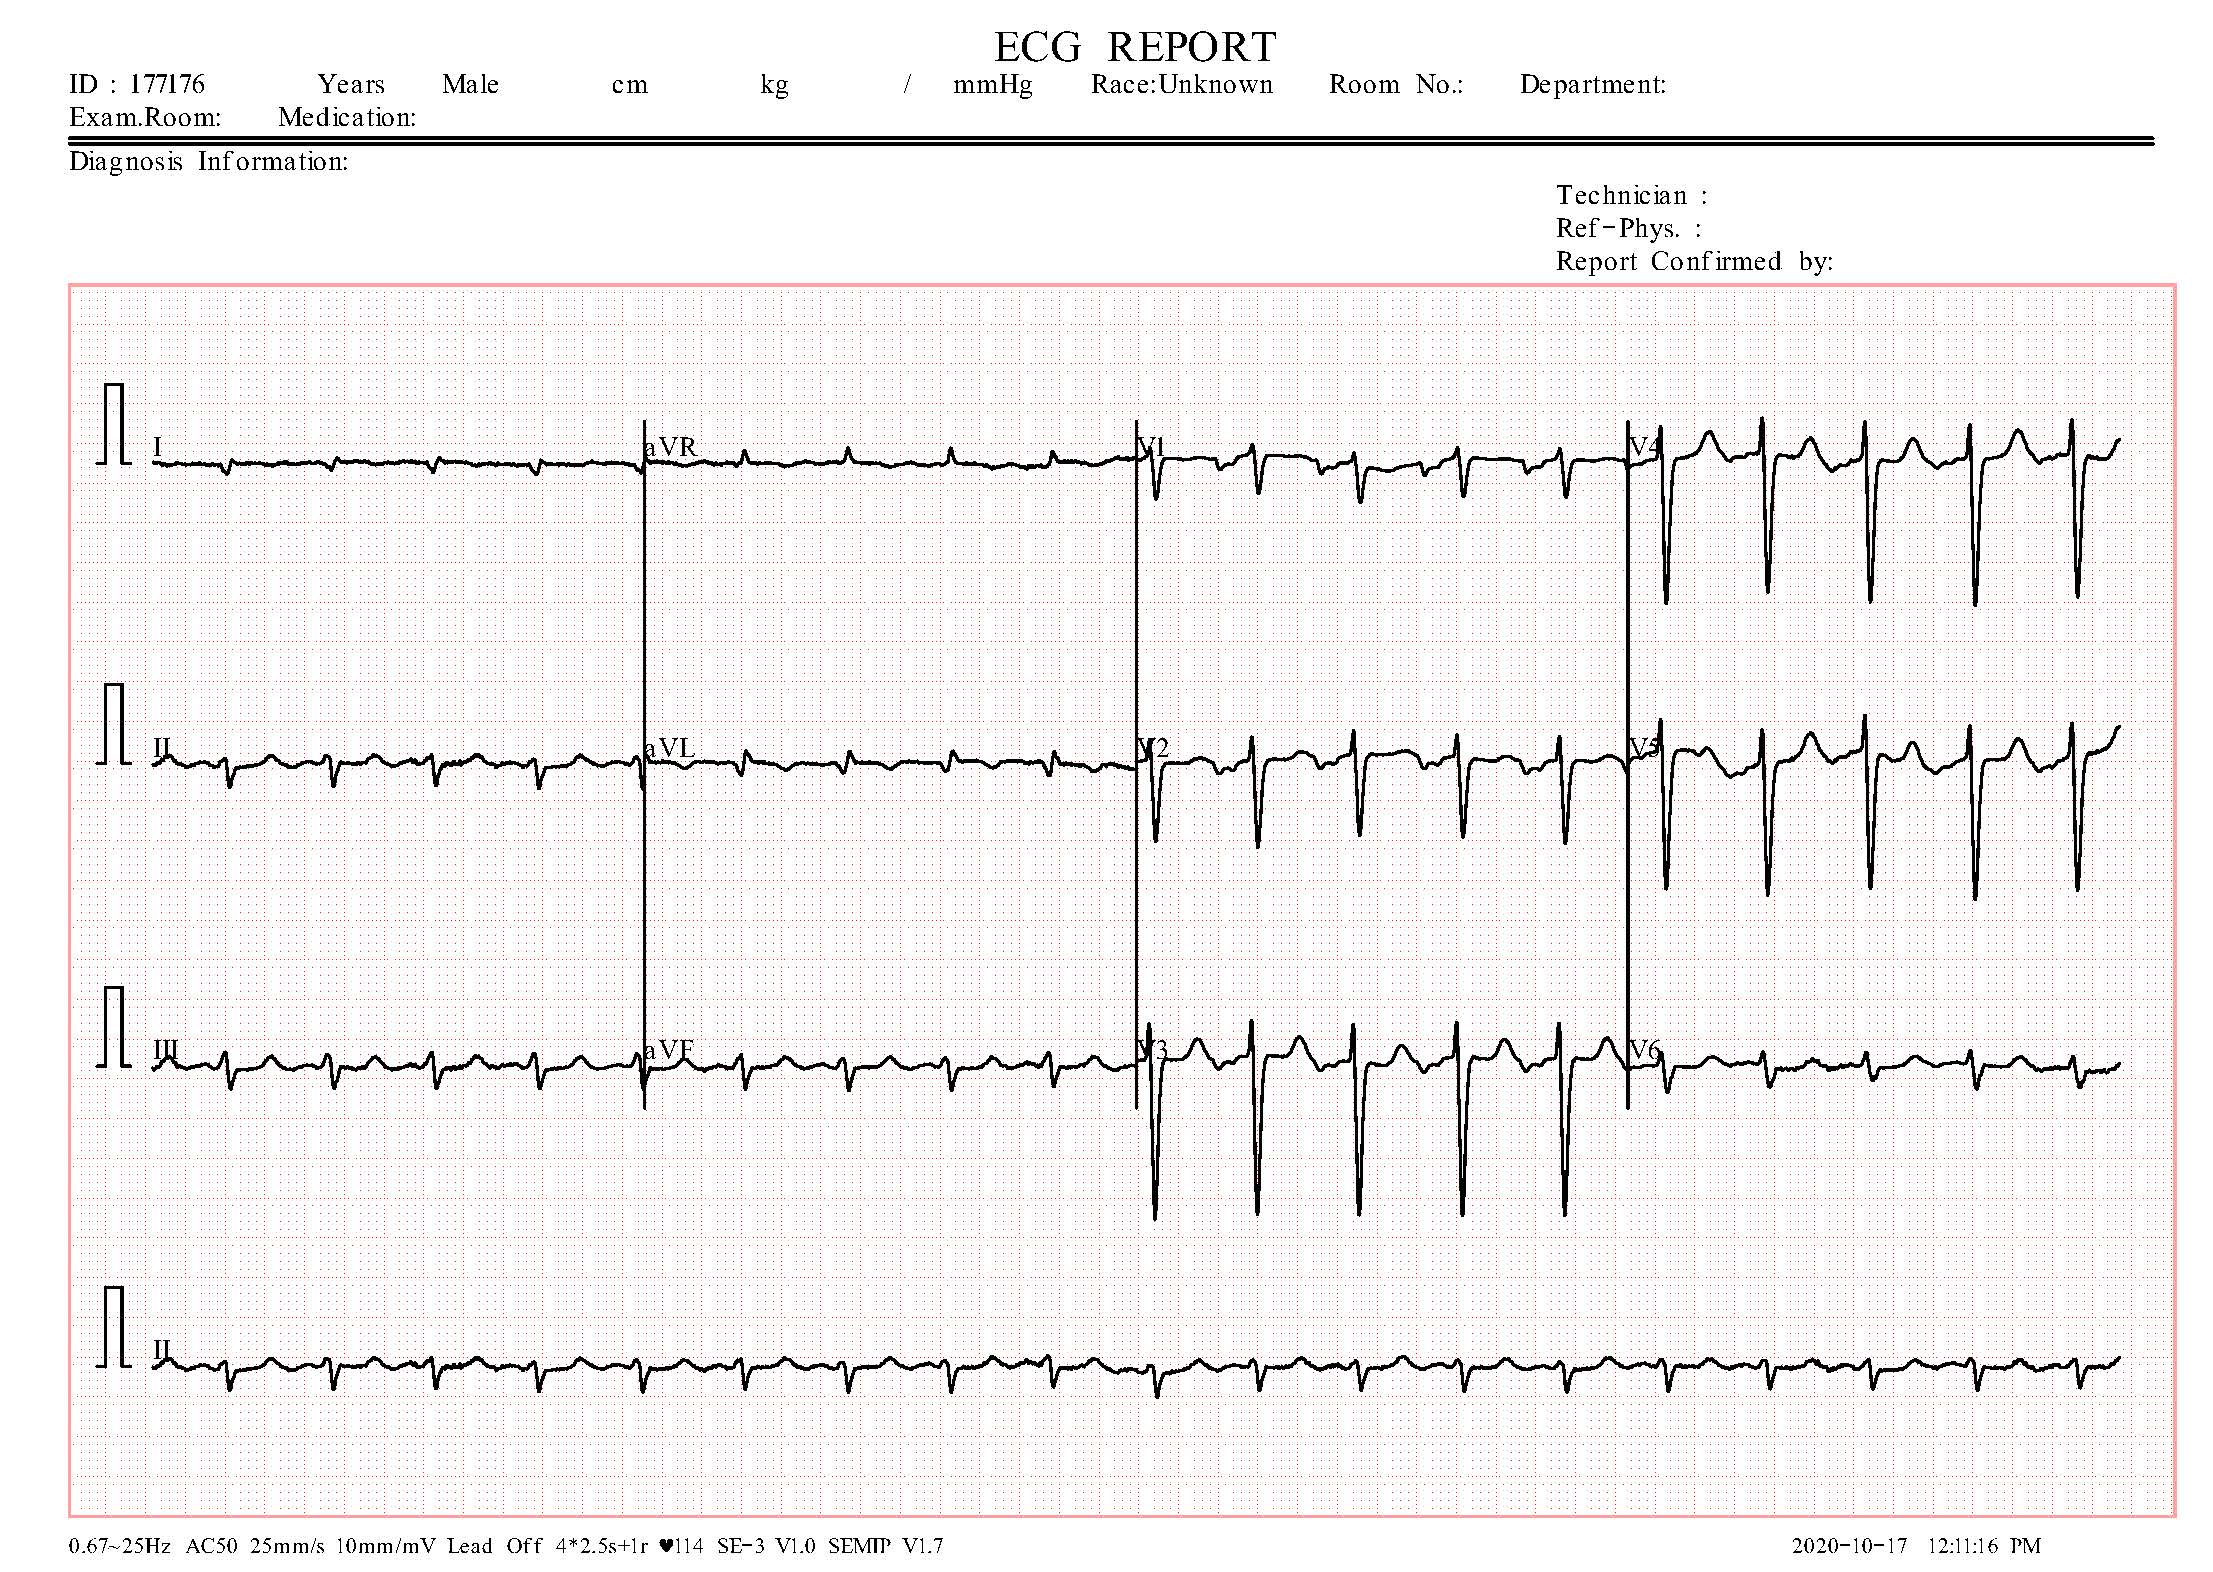 ECG REPORT
ID : 177176 Years Male cm kg / mmHg Race:Unknown Room No.: Department:
Exam.Room: Medication:
Diagnosis Information:
Technician :
Ref-Phys. :
Report Confirmed by:
I aVR V1 V4
II aVL V2 V5
III aVF V3 V6
II
0.67~25Hz AC50 25mm/s 10mm/mV Lead Off 4*2.5s+1r ♥114 SE-3 V1.0 SEMIP V1.7 2020-10-17 12:11:16 PM